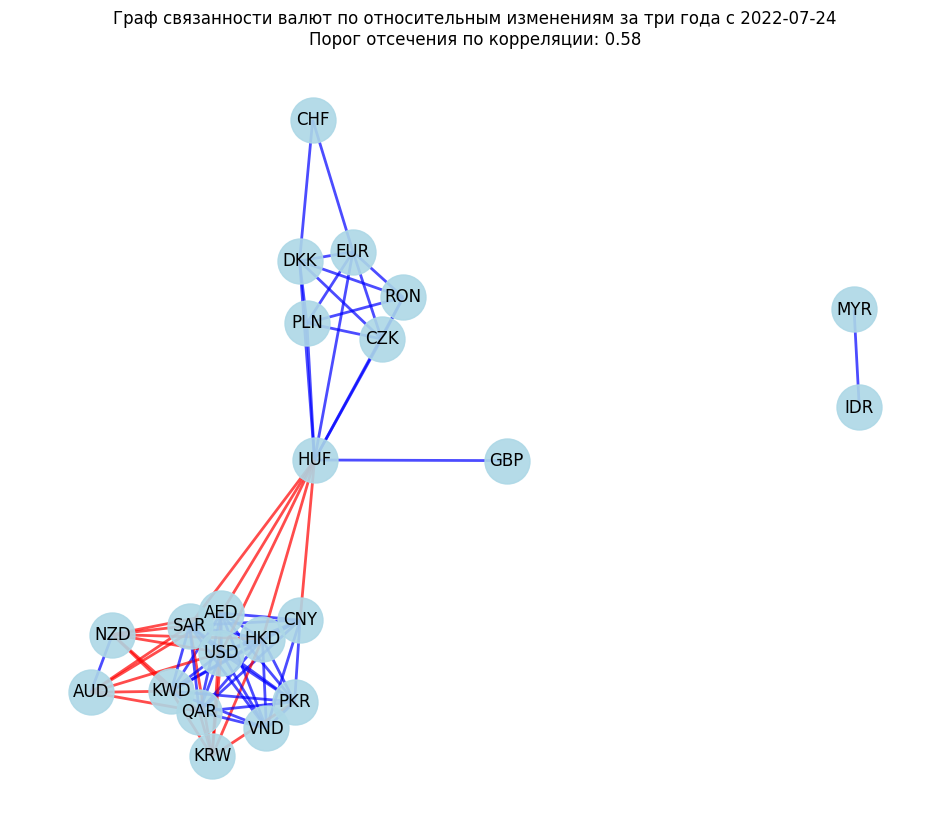 Граф связанности валют по относительным изменениям за три года с 2022-07-24
Порог отсечения по корреляции: 0.58
CHF
EUR
DKK
RON
PLN
CZK
MYR
IDR
HUF
GBP
AED
CNY
SAR
NZD
HKD
USD
KWD
AUD
PKR
QAR
VND
KRW